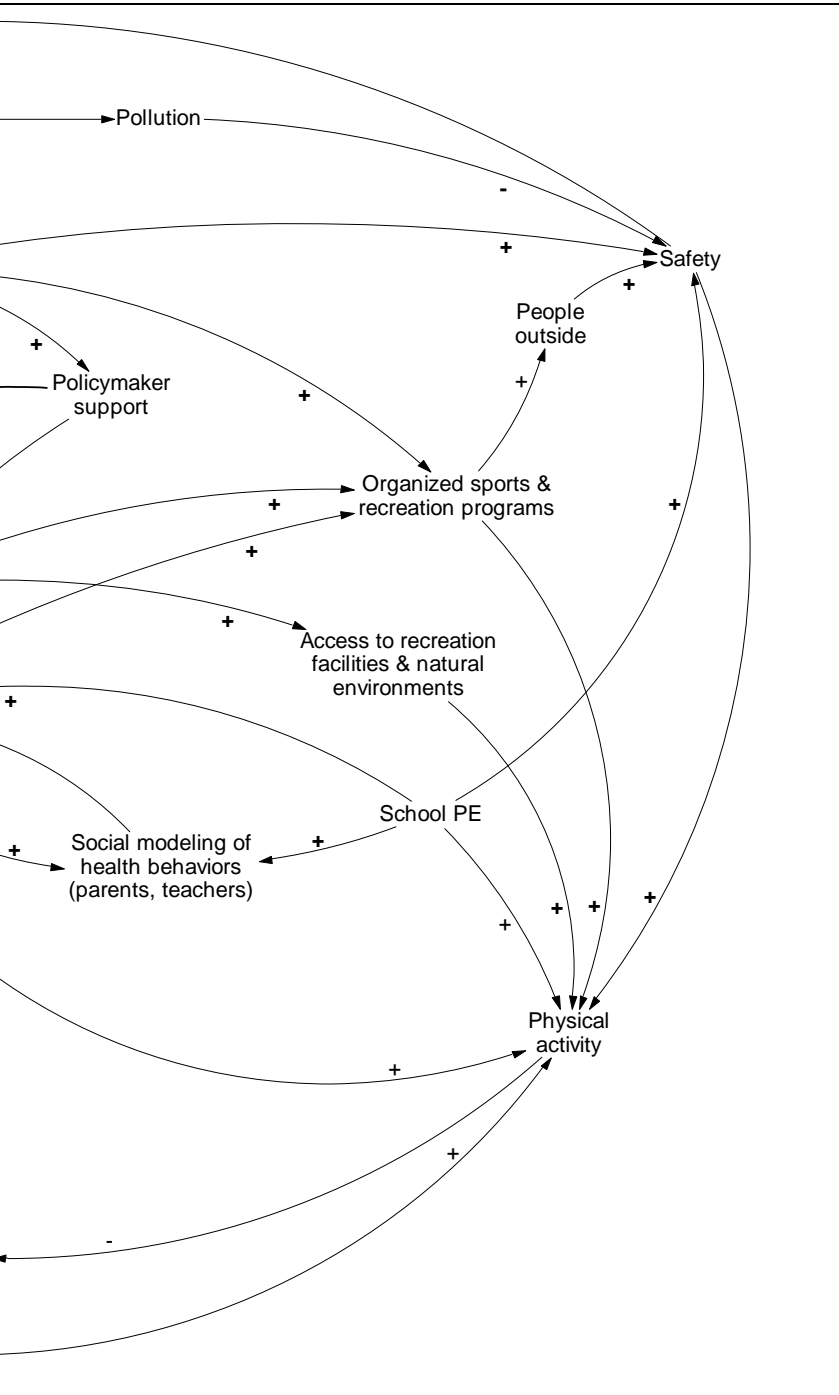 Pollution
-
+
Safety
+
People
outside
+
+
Policymaker
support
+
+
Organized sports &
recreation programs
+
+
+
+
Access to recreation
facilities & natural
environments
+
School PE
+
+
Social modeling of
health behaviors
(parents, teachers)
+
+
+
+
Physical
activity
+
+
-